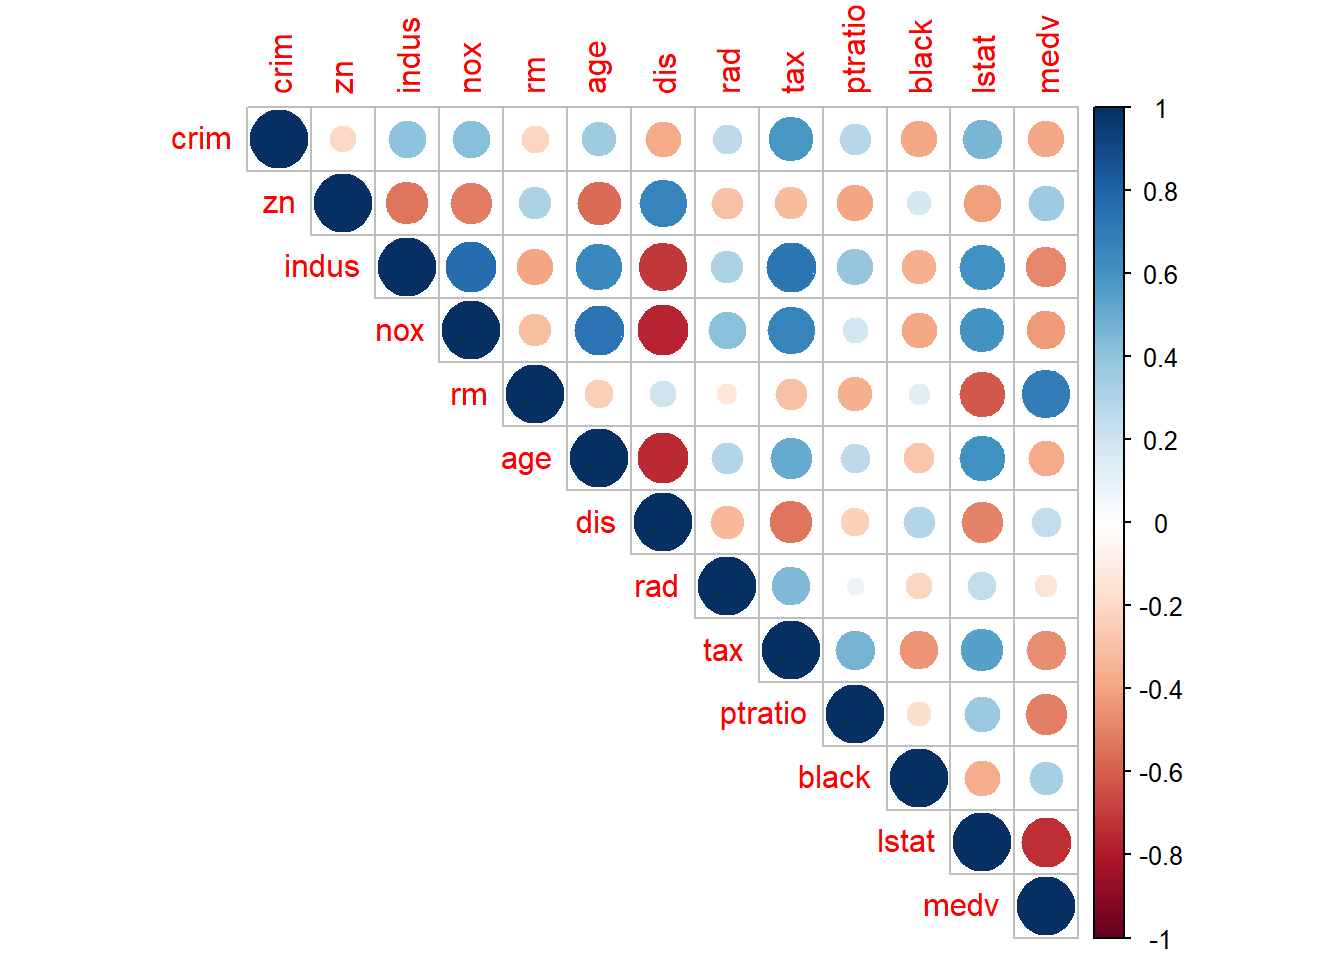 crim zn indus nox rm age dis rad tax ptratio black lstat medv
crim
zn
indus
nox
rm
age
dis
rad
tax
ptratio
black
lstat
medv
1
0.8
0.6
0.4
0.2
0
-0.2
-0.4
-0.6
-0.8
-1